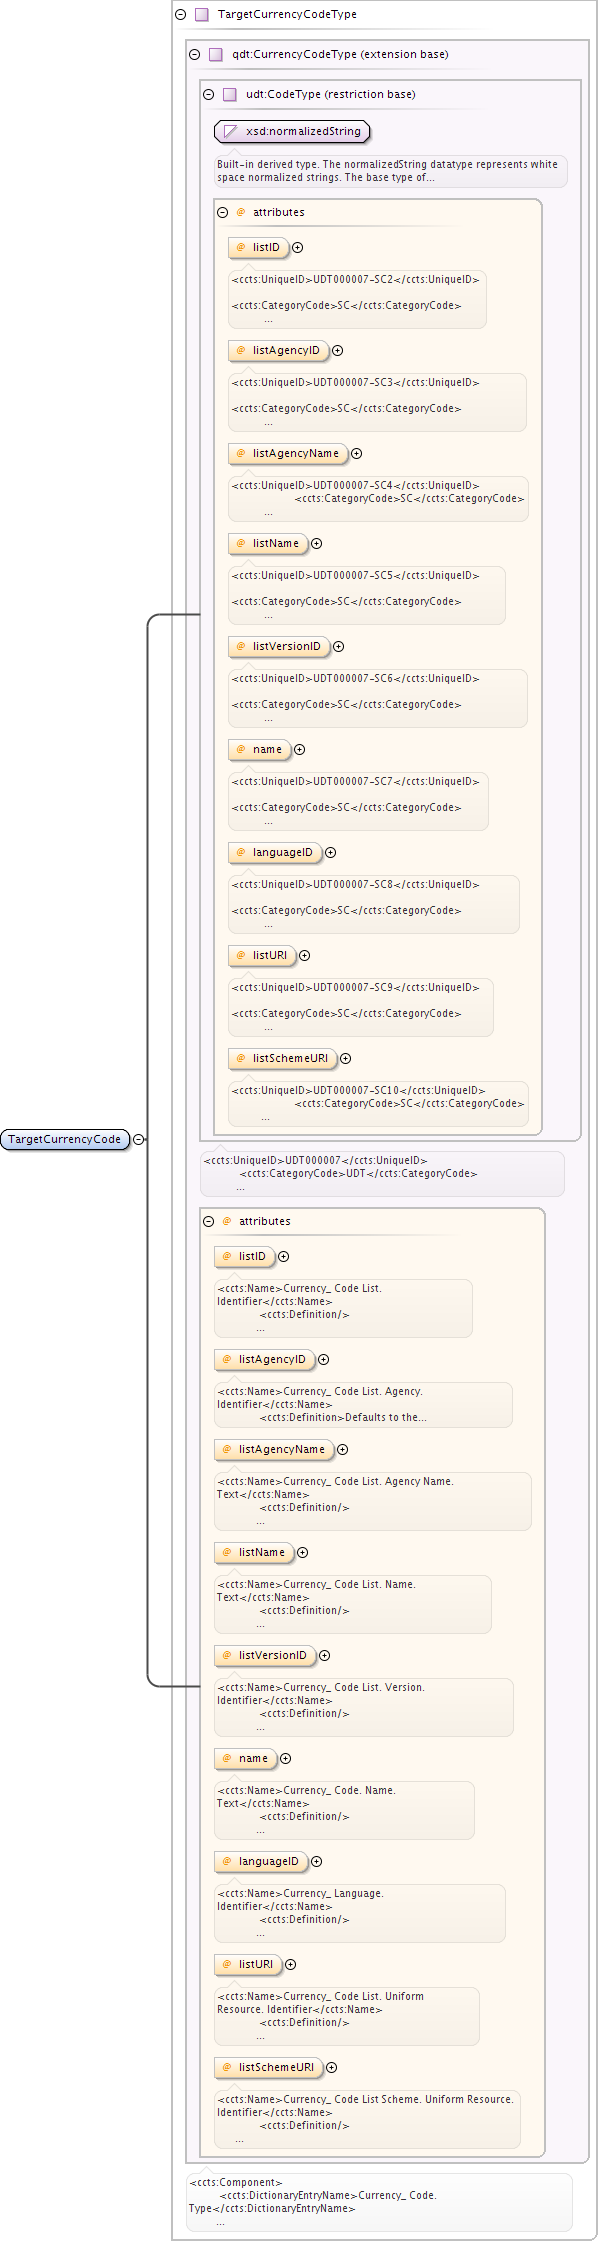 TargetCurrencyCodeType
qdt:CurrencyCodeType (extension base)
udt:CodeType (restriction base)
xsd:normalizedString
Built-in derived type. The normalizedString datatype represents white
space normalized strings. The base type of...
@ attributes
@ listID
<ccts:UniqueID>UDT000007-SC2</ccts:UniqueID>
<ccts:CategoryCode>SC</ccts:CategoryCode>
...
@ listAgencyID
<ccts:UniqueID>UDT000007-SC3</ccts:UniqueID>
<ccts:CategoryCode>SC</ccts:CategoryCode>
...
@ listAgencyName
<ccts:UniqueID>UDT000007-SC4</ccts:UniqueID>
<ccts:CategoryCode>SC</ccts:CategoryCode>
...
@ listName
<ccts:UniqueID>UDT000007-SC5</ccts:UniqueID>
<ccts:CategoryCode>SC</ccts:CategoryCode>
...
@ listVersionID
<ccts:UniqueID>UDT000007-SC6</ccts:UniqueID>
<ccts:CategoryCode>SC</ccts:CategoryCode>
...
@ name
<ccts:UniqueID>UDT000007-SC7</ccts:UniqueID>
<ccts:CategoryCode>SC</ccts:CategoryCode>
...
@ languageID
<ccts:UniqueID>UDT000007-SC8</ccts:UniqueID>
<ccts:CategoryCode>SC</ccts:CategoryCode>
...
@ listURI
<ccts:UniqueID>UDT000007-SC9</ccts:UniqueID>
<ccts:CategoryCode>SC</ccts:CategoryCode>
...
@ listSchemeURI
<ccts:UniqueID>UDT000007-SC10</ccts:UniqueID>
<ccts:CategoryCode>SC</ccts:CategoryCode>
...
TargetCurrencyCode
<ccts:UniqueID>UDT000007</ccts:UniqueID>
<ccts:CategoryCode>UDT</ccts:CategoryCode>
...
@ attributes
@ listID
<ccts:Name>Currency_ Code List.
Identifier</ccts:Name>
<ccts:Definition/>
...
@ listAgencyID
<ccts:Name>Currency_ Code List. Agency.
Identifier</ccts:Name>
<ccts:Definition>Defaults to the...
@ listAgencyName
<ccts:Name>Currency_ Code List. Agency Name.
Text</ccts:Name>
<ccts:Definition/>
...
@ listName
<ccts:Name>Currency_ Code List. Name.
Text</ccts:Name>
<ccts:Definition/>
...
@ listVersionID
<ccts:Name>Currency_ Code List. Version.
Identifier</ccts:Name>
<ccts:Definition/>
...
@ name
<ccts:Name>Currency_ Code. Name.
Text</ccts:Name>
<ccts:Definition/>
...
@ languageID
<ccts:Name>Currency_ Language.
Identifier</ccts:Name>
<ccts:Definition/>
...
@ listURI
<ccts:Name>Currency_ Code List. Uniform
Resource. Identifier</ccts:Name>
<ccts:Definition/>
...
@ listSchemeURI
<ccts:Name>Currency_ Code List Scheme. Uniform Resource.
Identifier</ccts:Name>
<ccts:Definition/>
...
<ccts:Component>
<ccts:DictionaryEntryName>Currency_ Code.
Type</ccts:DictionaryEntryName>
...